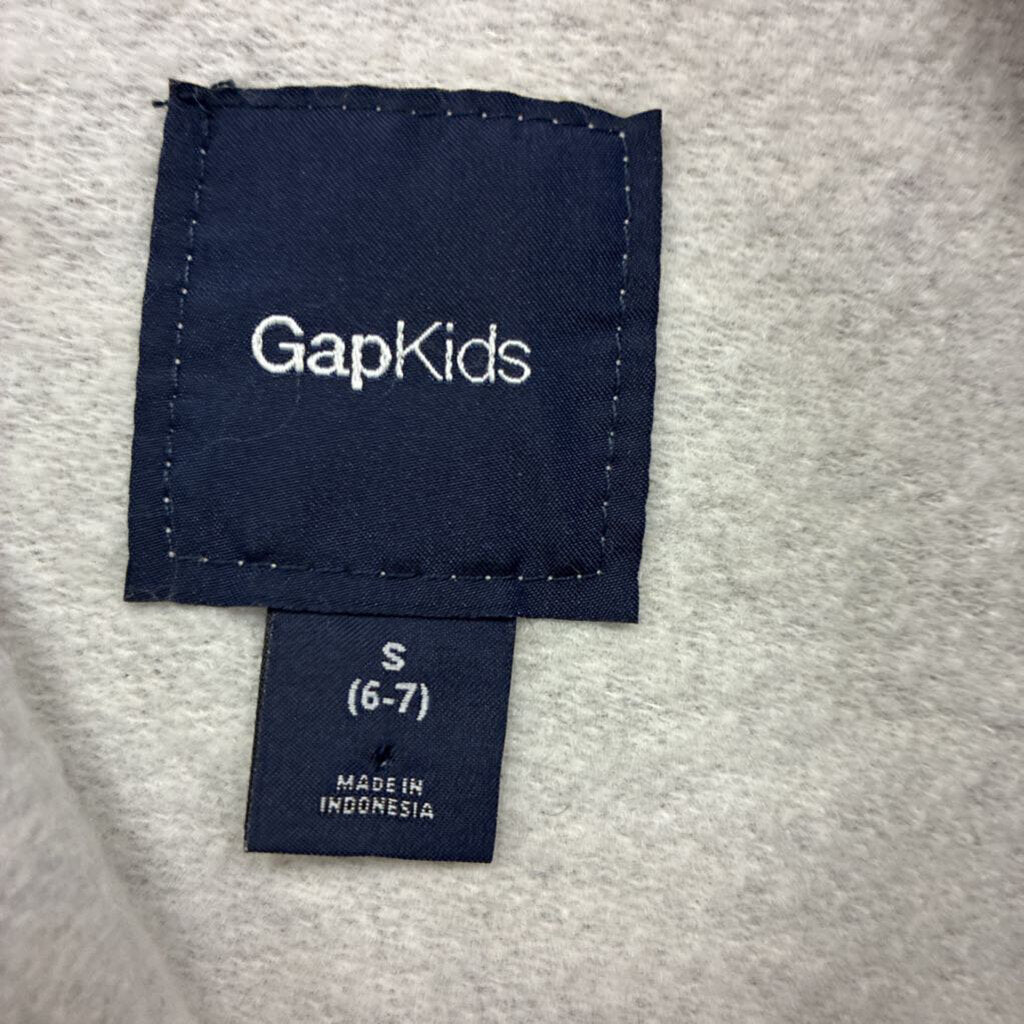 GapKids
S
(6-7)
MADE IN
INDONESIA